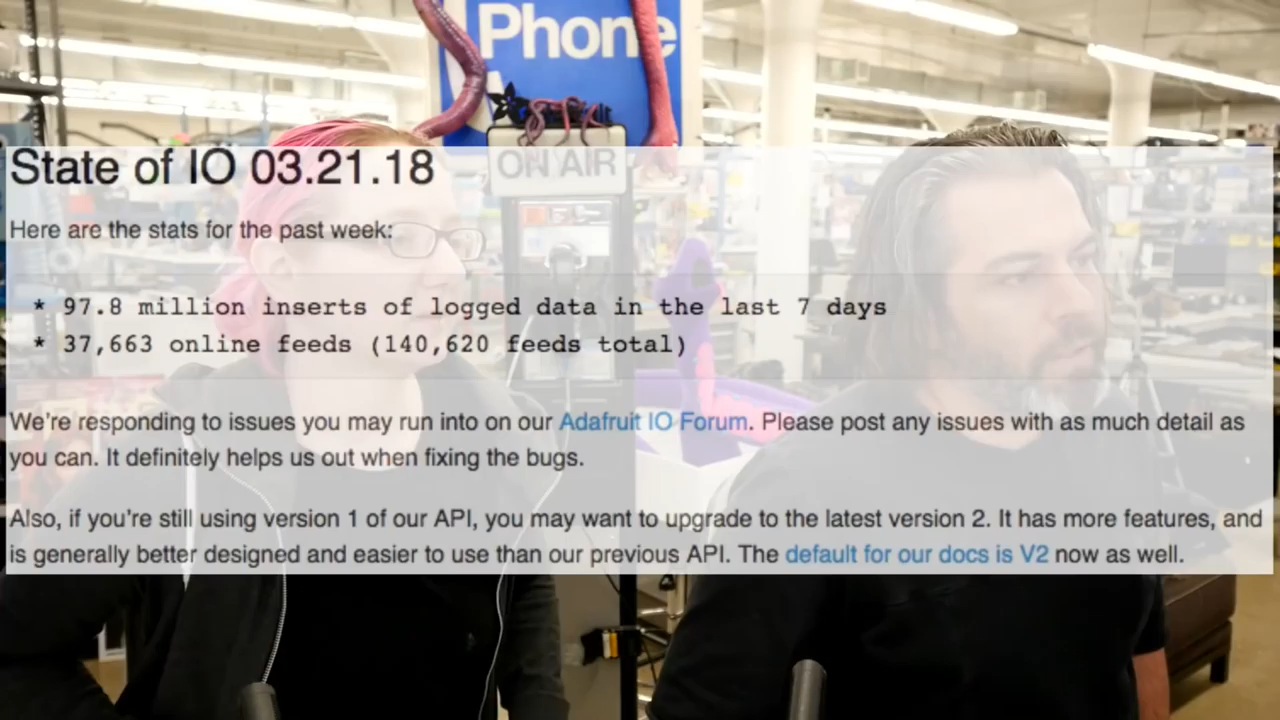 Phone
ON AIR
State of IO 03.21.18
Here are the stats for the past week:
* 97.8 million inserts of logged data in the last 7 days
* 37,663 online feeds (140,620 feeds total)
We're responding to issues you may run into on our Adafruit IO Forum. Please post any issues with as much detail as
you can. It definitely helps us out when fixing the bugs.
Also, if you're still using version 1 of our API, you may want to upgrade to the latest version 2. It has more features, and
is generally better designed and easier to use than our previous API. The default for our docs is V2 now as well.